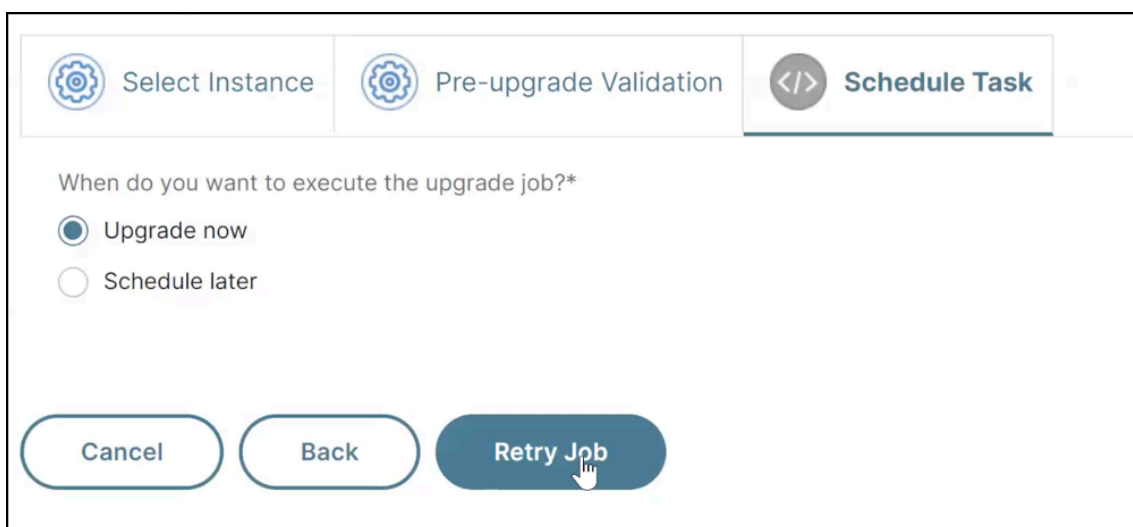 Select Instance
Pre-upgrade Validation
</> Schedule Task
When do you want to execute the upgrade job?*
Upgrade now
Schedule later
Cancel
Back
Retry Job